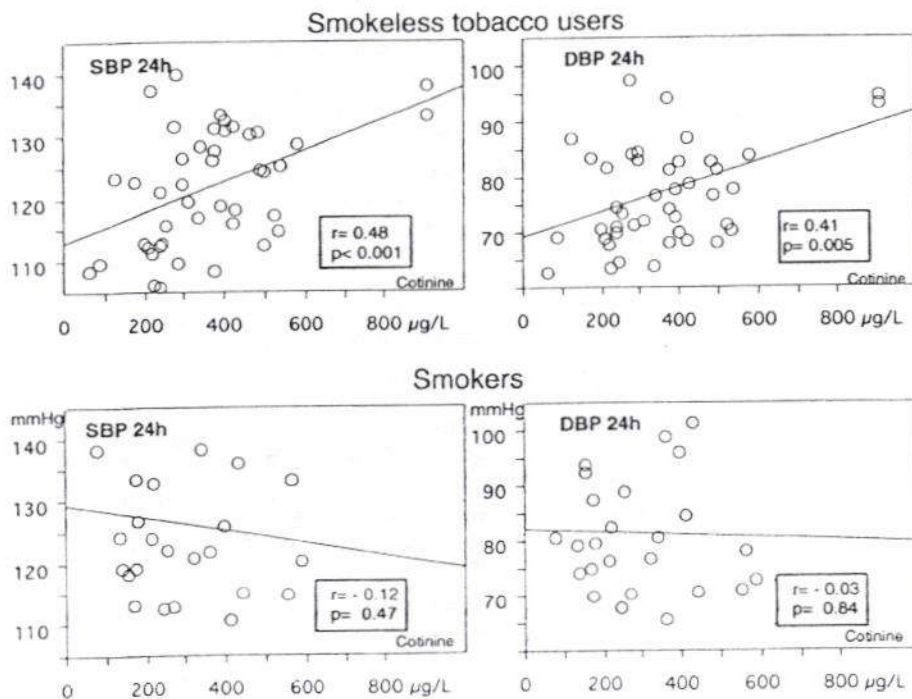 Smokeless tobacco users
SBP 24h
140
130
120
110
r= 0.48
p< 0.001
Cotinine
0 200 400 600 800 µg/L
DBP 24h
100
90
80
70
r= 0.41
p= 0.005
Cotinine
0 200 400 600 800 µg/L
Smokers
mmHg
SBP 24h
140
130
120
110
r= - 0.12
p= 0.47
Cotinine
0 200 400 600 800 µg/L
mmHg
DBP 24h
100
90
80
70
r= - 0.03
p= 0.84
Cotinine
0 200 400 600 800 µg/L